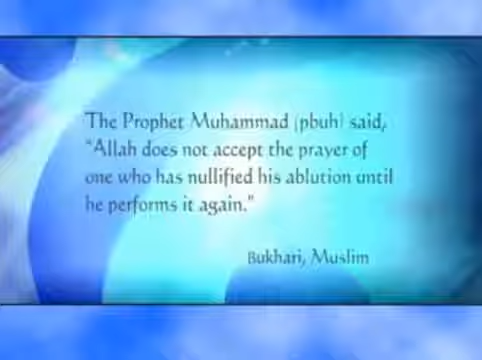 The Prophet Muhammad (pbuh) said,
"Allah does not accept the prayer of
one who has nullified his ablution until
he performs it again."
Bukhari, Muslim